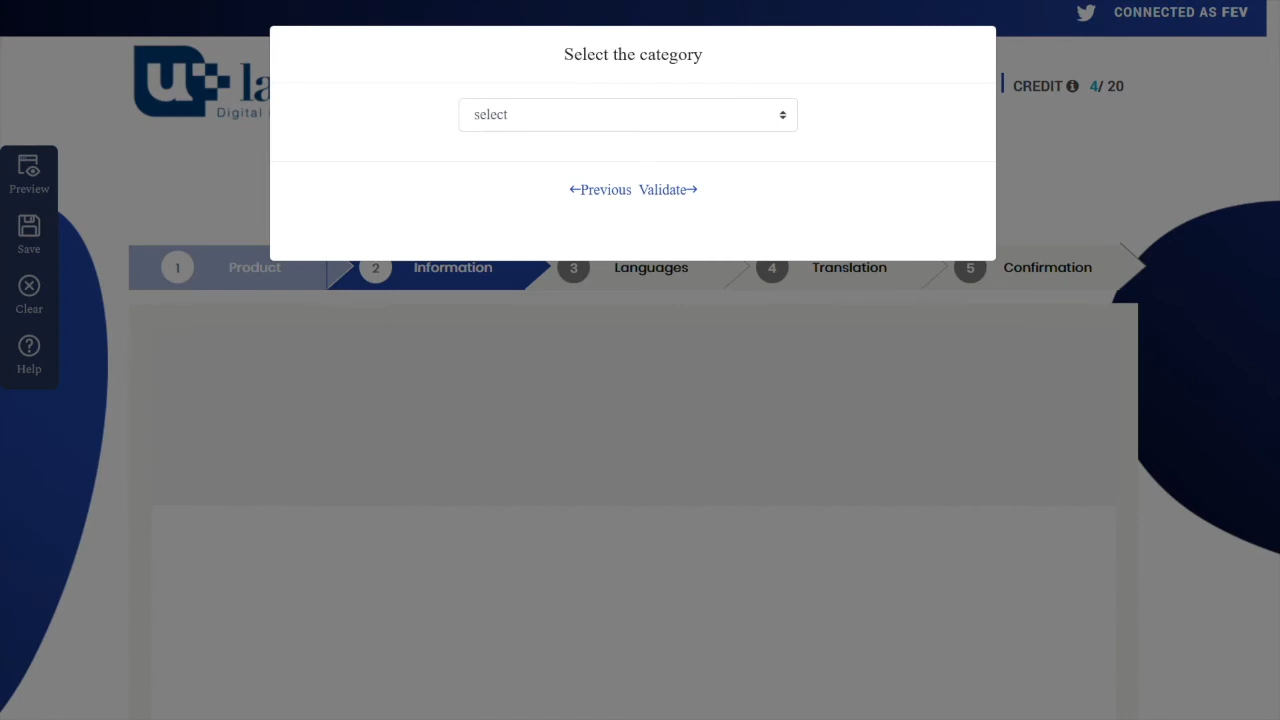 CONNECTED AS FEV
Select the category
CREDIT 4/ 20
select
Digital
Preview
←Previous Validate→
Save
1 Product 2 Information 3 Languages 4 Translation 5 Confirmation
Clear
Help